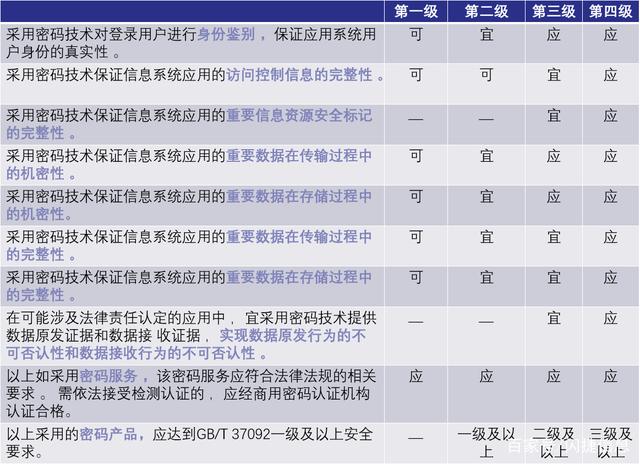 第一级 第二级 第三级 第四级
采用密码技术对登录用户进行身份鉴别 ，保证应用系统用 可 宜 应 应
户身份的真实性 。
采用密码技术保证信息系统应用的访问控制信息的完整性 。 可 可 宜 应
采用密码技术保证信息系统应用的重要信息资源安全标记 — — 宜 应
的完整性 。
采用密码技术保证信息系统应用的重要数据在传输过程中 可 宜 应 应
的机密性 。
采用密码技术保证信息系统应用的重要数据在存储过程中 可 宜 应 应
的机密性。
采用密码技术保证信息系统应用的重要数据在传输过程中 可 宜 宜 应
的完整性 。
采用密码技术保证信息系统应用的重要数据在存储过程中 可 宜 宜 应
的完整性 。
在可能涉及法律责任认定的应用中 ，宜采用密码技术提供 — — 宜 应
数据原发证据和数据接 收证据 ，实现数据原发行为的不
可否认性和数据接收行为的不可否认性 。
以上如采用密码服务 ，该密码服务应符合法律法规的相关 应 应 应 应
要求 。 需依法接受检测认证的 ，应经商用密码认证机构
认证合格。
以上采用的密码产品，应达到GB/T 37092一级及以上安全 — 一级及以 二级及 三级及
要求。 上 以上 以上